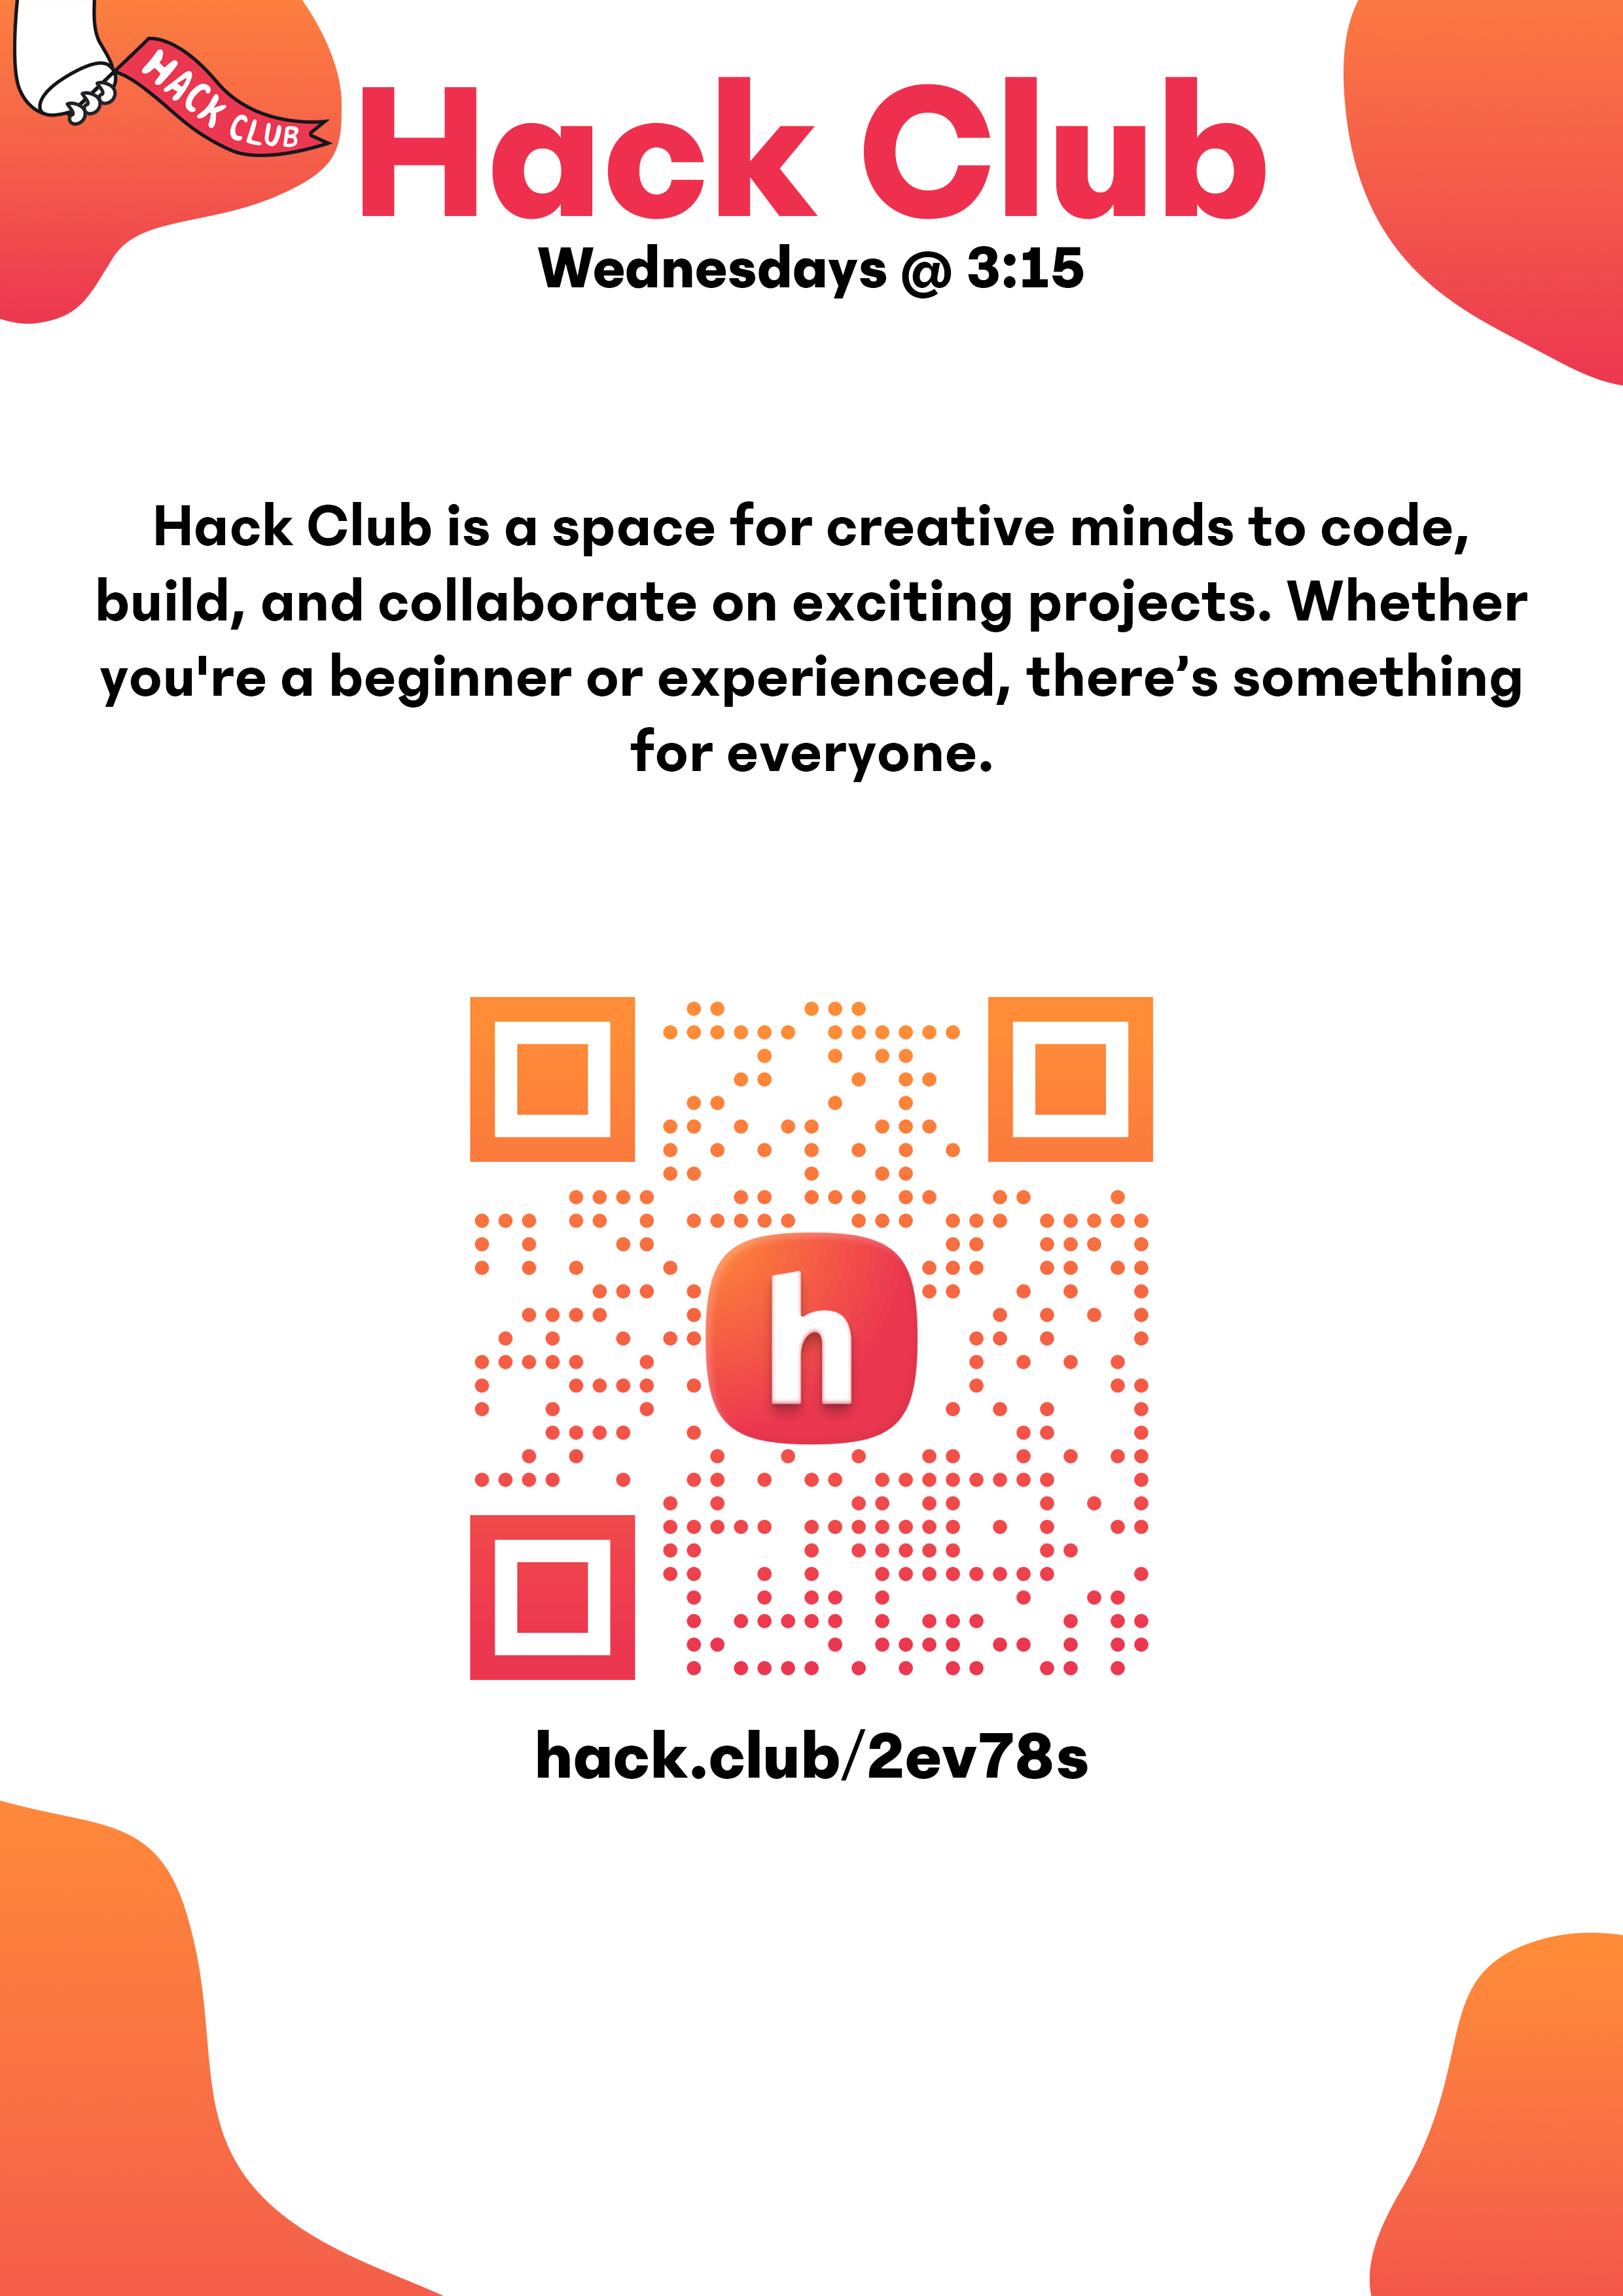 HACK CLUB
Hack Club
Wednesdays @ 3:15
Hack Club is a space for creative minds to code,
build, and collaborate on exciting projects. Whether
you're a beginner or experienced, there’s something
for everyone.
h
hack.club/2ev78s